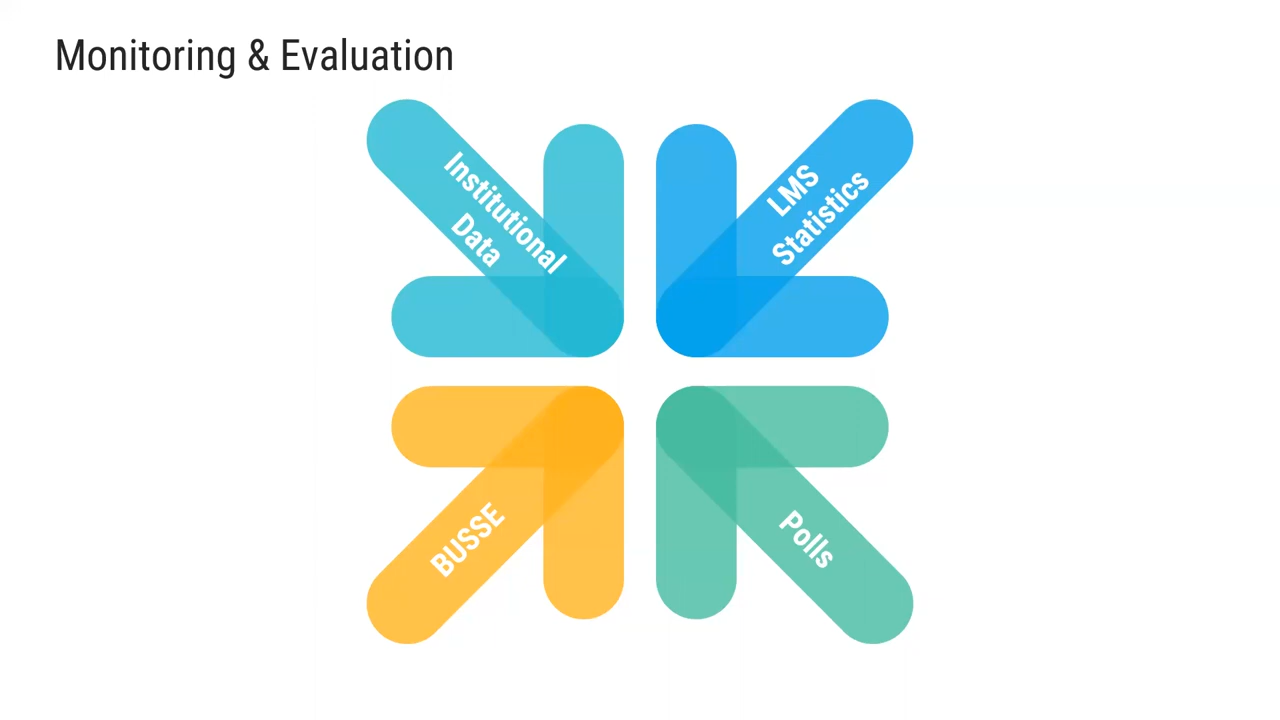 Monitoring & Evaluation
Institutional
Data
LMS
Statistics
BUSSE
Polls